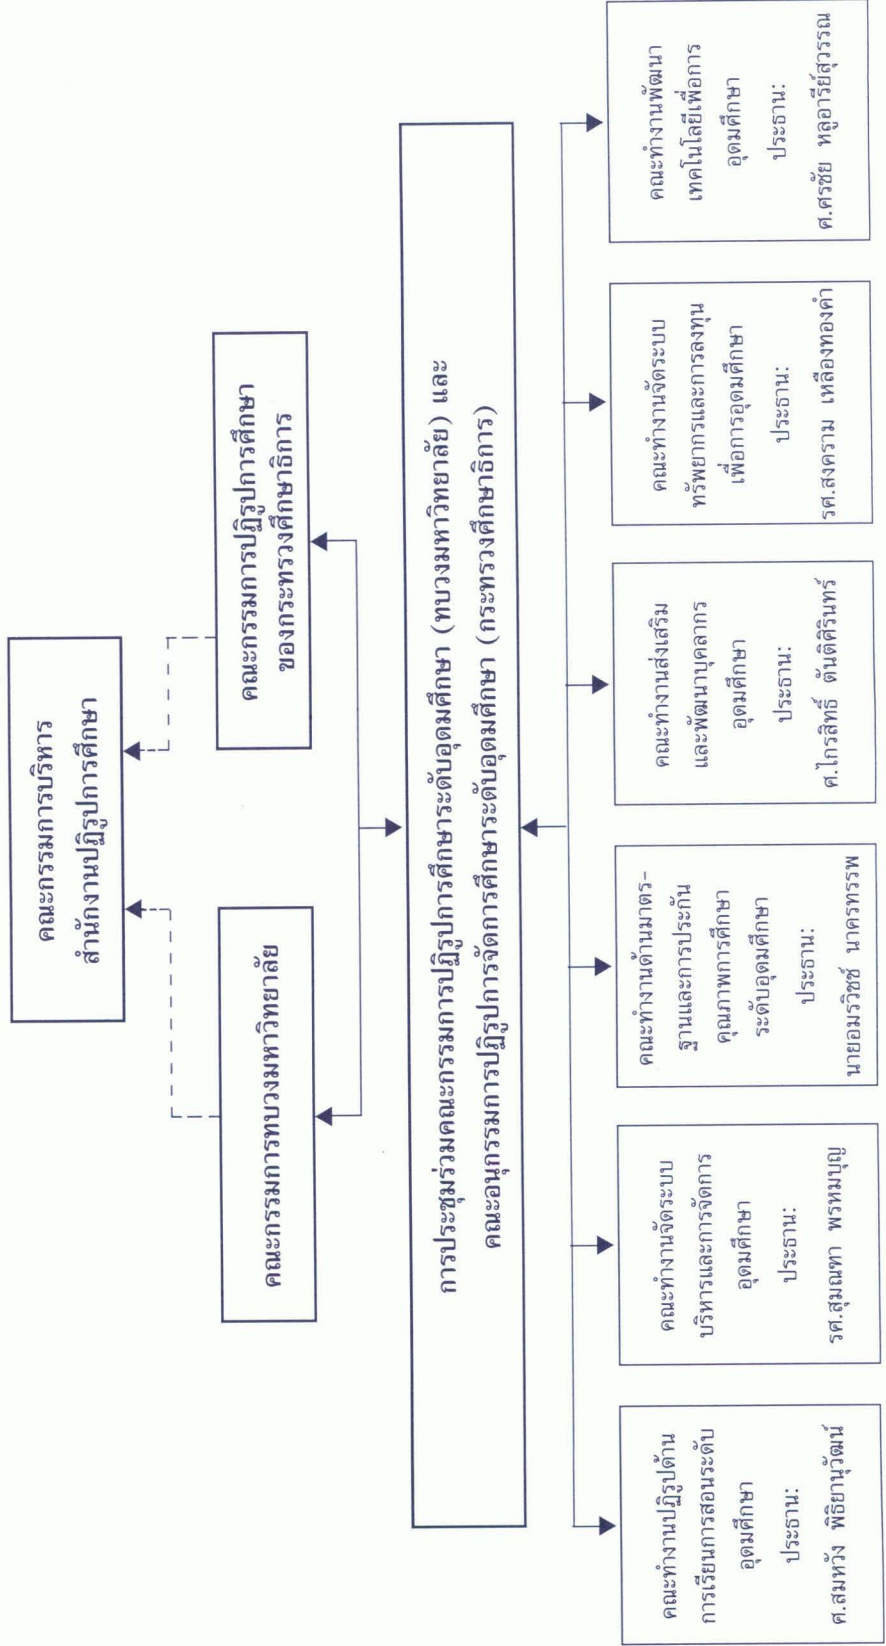 คณะกรรมการบริหาร
สำนักงานปฏิรูปการศึกษา
คณะกรรมการทบวงมหาวิทยาลัย
คณะกรรมการปฏิรูปการศึกษา
ของกระทรวงศึกษาธิการ
การประชุมร่วมคณะกรรมการปฏิรูปการศึกษาระดับอุดมศึกษา (ทบวงมหาวิทยาลัย) และ
คณะอนุกรรมการปฏิรูปการจัดการศึกษาระดับอุดมศึกษา (กระทรวงศึกษาธิการ)
คณะทำงานปฏิรูปด้าน
การเรียนการสอนระดับ
อุดมศึกษา
ประธาน:
ศ.สมหวัง พิธิยานุวัฒน์
คณะทำงานจัดระบบ
บริหารและการจัดการ
อุดมศึกษา
ประธาน:
รศ.สุมณฑา พรหมบุญ
คณะทำงานด้านมาตร-
ฐานและการประกัน
คุณภาพการศึกษา
ระดับอุดมศึกษา
ประธาน:
นายอมรวิชช์ นาครทรรพ
คณะทำงานส่งเสริม
และพัฒนาบุคลากร
อุดมศึกษา
ประธาน:
ศ.ไกรสิทธิ์ ตันติศิรินทร์
คณะทำงานจัดระบบ
ทรัพยากรและการลงทุน
เพื่อการอุดมศึกษา
ประธาน:
รศ.สงคราม เหลืองทองคำ
คณะทำงานพัฒนา
เทคโนโลยีเพื่อการ
อุดมศึกษา
ประธาน:
ศ.ศรชัย หลูอารีย์สุวรรณ